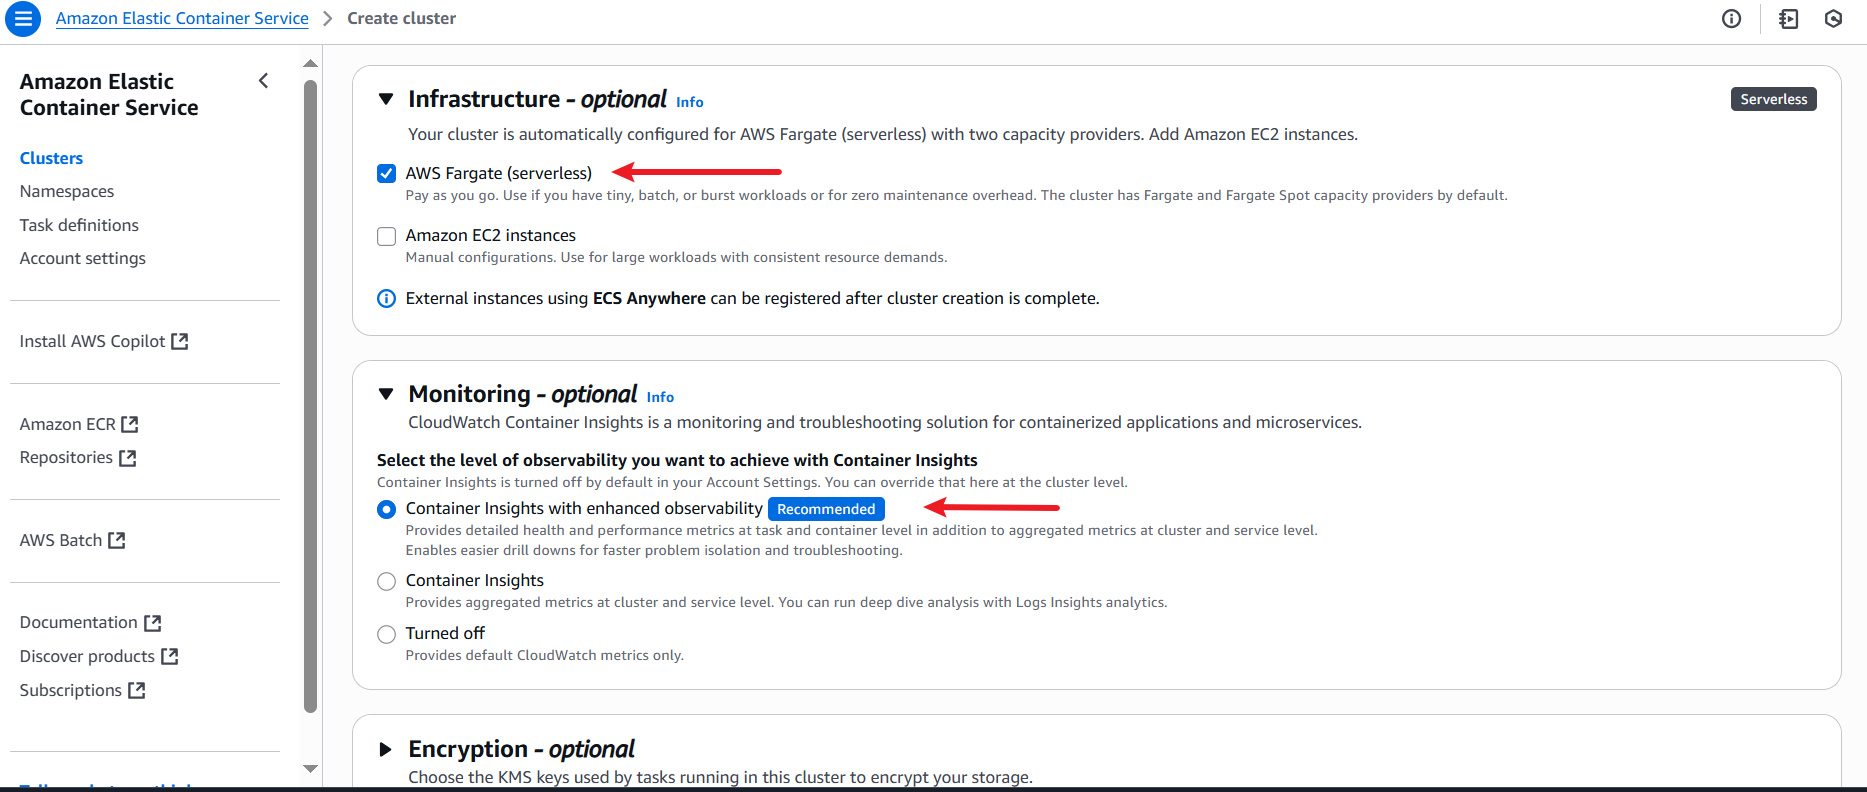 Amazon Elastic Container Service > Create cluster
Amazon Elastic
Container Service
Clusters
Namespaces
Task definitions
Account settings
Install AWS Copilot
Amazon ECR
Repositories
AWS Batch
Documentation
Discover products
Subscriptions
Infrastructure - optional Info
Serverless
Your cluster is automatically configured for AWS Fargate (serverless) with two capacity providers. Add Amazon EC2 instances.
AWS Fargate (serverless)
Pay as you go. Use if you have tiny, batch, or burst workloads or for zero maintenance overhead. The cluster has Fargate and Fargate Spot capacity providers by default.
Amazon EC2 instances
Manual configurations. Use for large workloads with consistent resource demands.
External instances using ECS Anywhere can be registered after cluster creation is complete.
Monitoring - optional Info
CloudWatch Container Insights is a monitoring and troubleshooting solution for containerized applications and microservices.
Select the level of observability you want to achieve with Container Insights
Container Insights is turned off by default in your Account Settings. You can override that here at the cluster level.
Container Insights with enhanced observability Recommended
Provides detailed health and performance metrics at task and container level in addition to aggregated metrics at cluster and service level.
Enables easier drill downs for faster problem isolation and troubleshooting.
Container Insights
Provides aggregated metrics at cluster and service level. You can run deep dive analysis with Logs Insights analytics.
Turned off
Provides default CloudWatch metrics only.
Encryption - optional
Choose the KMS keys used by tasks running in this cluster to encrypt your storage.